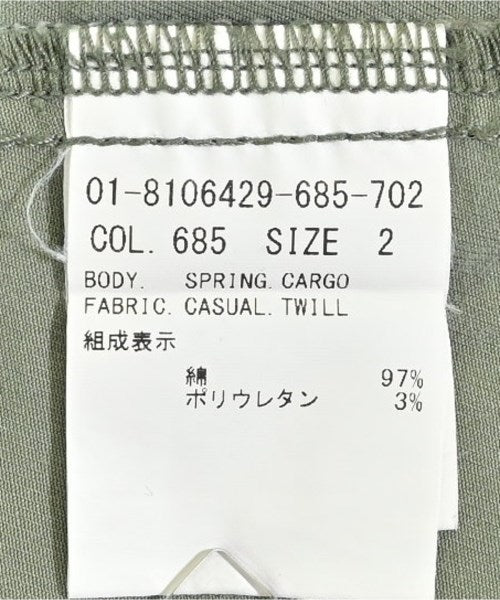 01-8106429-685-702
COL. 685 SIZE 2
BODY. SPRING. CARGO
FABRIC. CASUAL. TWILL
組成表示
綿 97%
ポリウレタン 3%